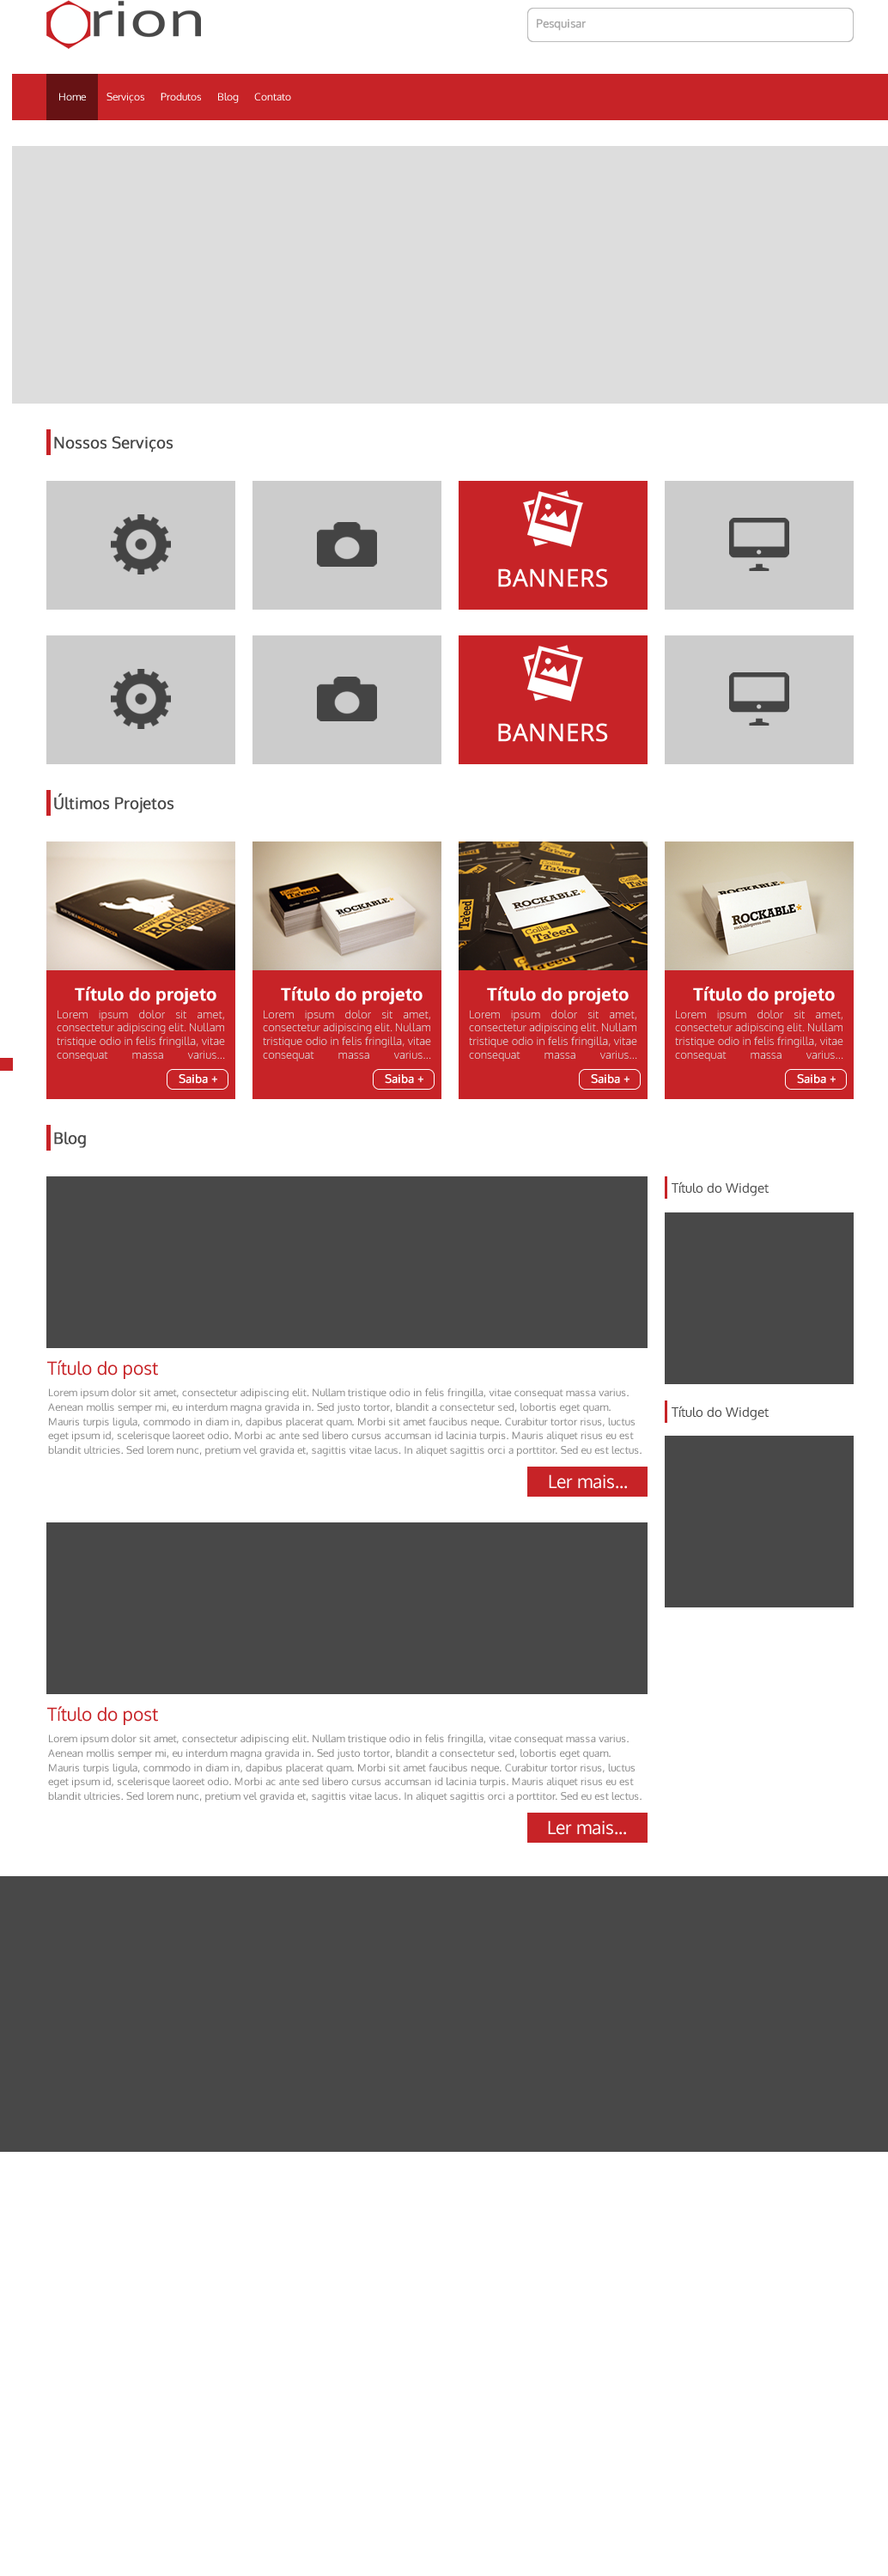 Orion
Pesquisar
Home Serviços Produtos Blog Contato
Nossos Serviços
BANNERS
BANNERS
Últimos Projetos
ROCKABLE
Collis Ta'eed
ROCKABLE
Collis Ta'eed
ROCKABLE
Título do projeto
Lorem ipsum dolor sit amet,
consectetur adipiscing elit. Nullam
tristique odio in felis fringilla, vitae
consequat massa varius...
Saiba +
Título do projeto
Lorem ipsum dolor sit amet,
consectetur adipiscing elit. Nullam
tristique odio in felis fringilla, vitae
consequat massa varius...
Saiba +
Título do projeto
Lorem ipsum dolor sit amet,
consectetur adipiscing elit. Nullam
tristique odio in felis fringilla, vitae
consequat massa varius...
Saiba +
Título do projeto
Lorem ipsum dolor sit amet,
consectetur adipiscing elit. Nullam
tristique odio in felis fringilla, vitae
consequat massa varius...
Saiba +
Blog
Título do post
Lorem ipsum dolor sit amet, consectetur adipiscing elit. Nullam tristique odio in felis fringilla, vitae consequat massa varius.
Aenean mollis semper mi, eu interdum magna gravida in. Sed justo tortor, blandit a consectetur sed, lobortis eget quam.
Mauris turpis ligula, commodo in diam in, dapibus placerat quam. Morbi sit amet faucibus neque. Curabitur tortor risus, luctus
eget ipsum id, scelerisque laoreet odio. Morbi ac ante sed libero cursus accumsan id lacinia turpis. Mauris aliquet risus eu est
blandit ultricies. Sed lorem nunc, pretium vel gravida et, sagittis vitae lacus. In aliquet sagittis orci a porttitor. Sed eu est lectus.
Ler mais...
Título do post
Lorem ipsum dolor sit amet, consectetur adipiscing elit. Nullam tristique odio in felis fringilla, vitae consequat massa varius.
Aenean mollis semper mi, eu interdum magna gravida in. Sed justo tortor, blandit a consectetur sed, lobortis eget quam.
Mauris turpis ligula, commodo in diam in, dapibus placerat quam. Morbi sit amet faucibus neque. Curabitur tortor risus, luctus
eget ipsum id, scelerisque laoreet odio. Morbi ac ante sed libero cursus accumsan id lacinia turpis. Mauris aliquet risus eu est
blandit ultricies. Sed lorem nunc, pretium vel gravida et, sagittis vitae lacus. In aliquet sagittis orci a porttitor. Sed eu est lectus.
Ler mais...
Título do Widget
Título do Widget